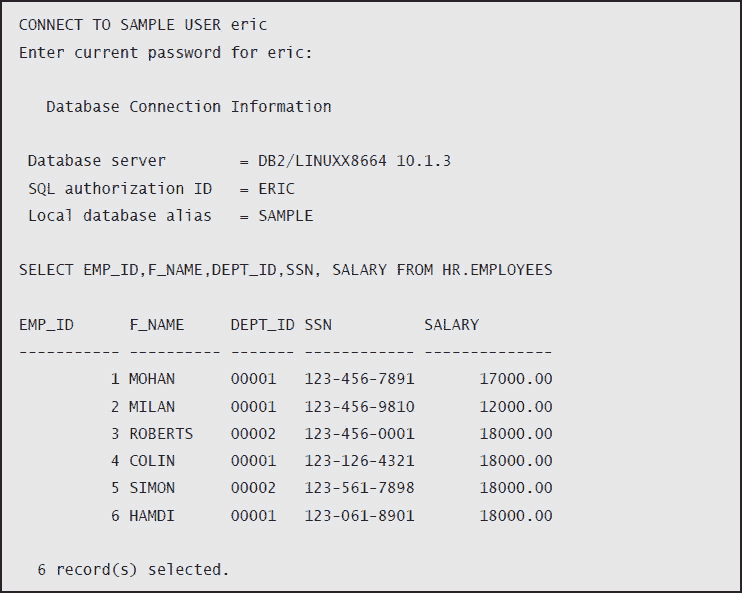 CONNECT TO SAMPLE USER eric
Enter current password for eric:
Database Connection Information
Database server = DB2/LINUXX8664 10.1.3
SQL authorization ID = ERIC
Local database alias = SAMPLE
SELECT EMP_ID,F_NAME,DEPT_ID,SSN, SALARY FROM HR.EMPLOYEES
EMP_ID F_NAME DEPT_ID SSN SALARY
----------- ---------- ------- ------------ --------------
1 MOHAN 00001 123-456-7891 17000.00
2 MILAN 00001 123-456-9810 12000.00
3 ROBERTS 00002 123-456-0001 18000.00
4 COLIN 00001 123-126-4321 18000.00
5 SIMON 00002 123-561-7898 18000.00
6 HAMDI 00001 123-061-8901 18000.00
6 record(s) selected.